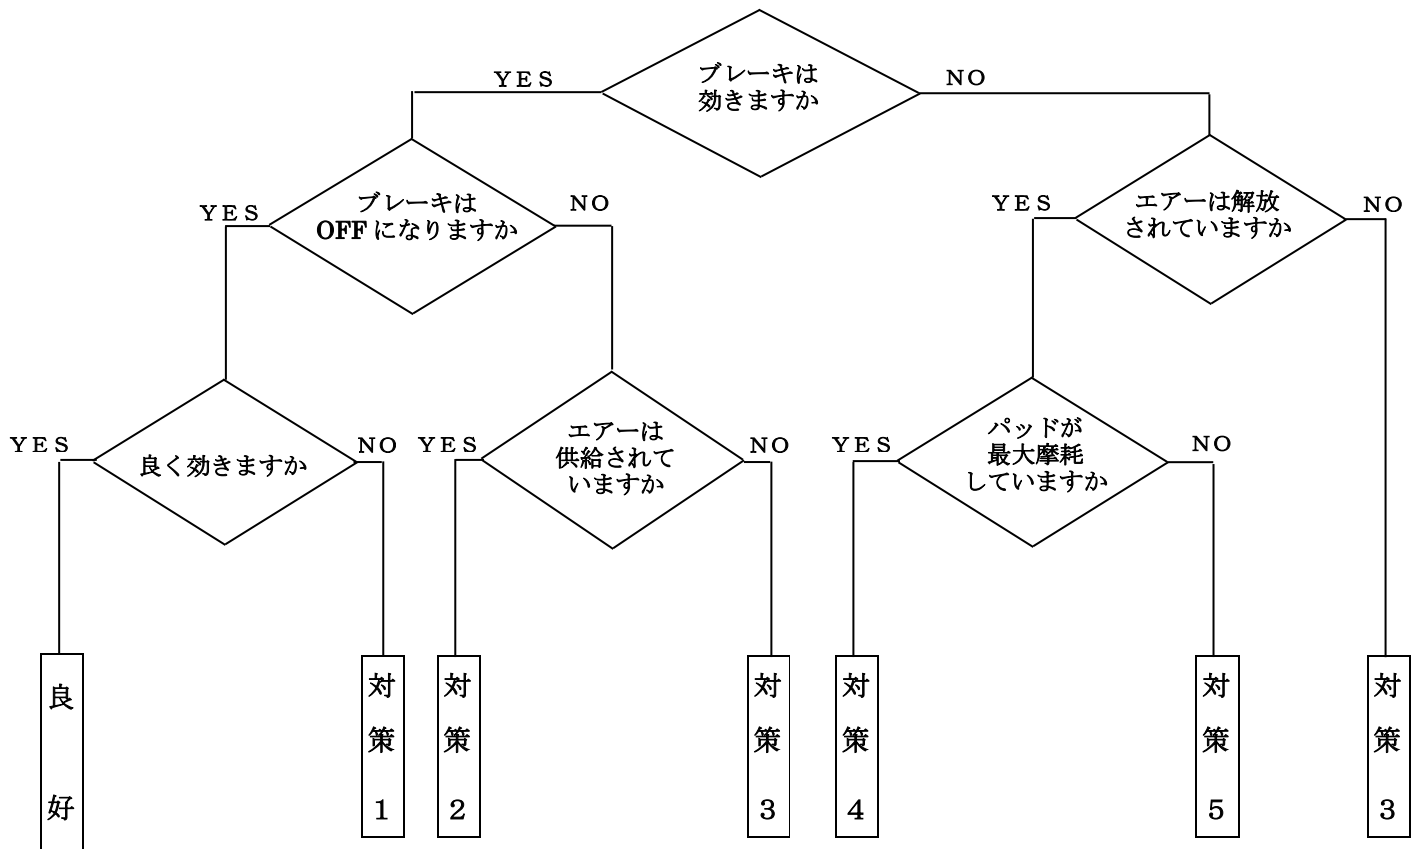 ブレーキは
効きますか
ＹＥＳ
ＮＯ
ブレーキは
OFF になりますか
ＹＥＳ
ＮＯ
エアーは解放
されていますか
ＹＥＳ
ＮＯ
良く効きますか
ＹＥＳ
ＮＯ
エアーは
供給されて
いますか
ＹＥＳ
ＮＯ
パッドが
最大摩耗
していますか
ＹＥＳ
ＮＯ
良好
対策１
対策２
対策３
対策４
対策５
対策３